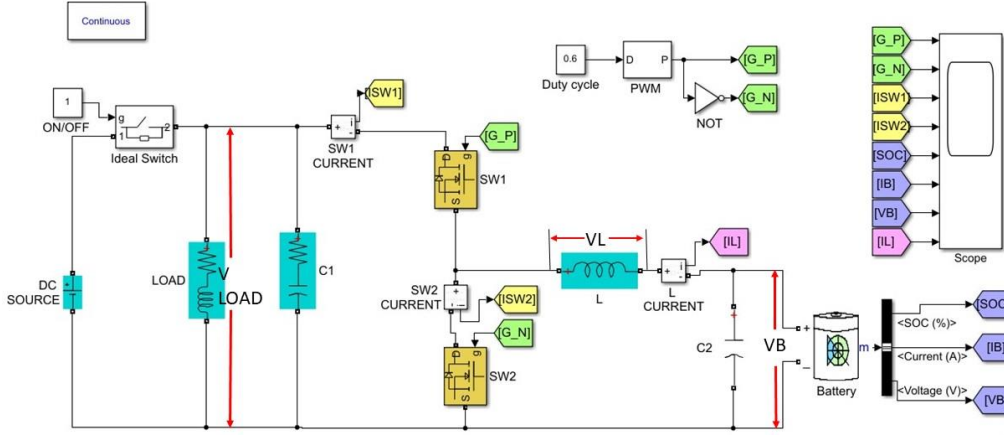 Continuous
1
ON/OFF
g
1
2
Ideal Switch
DC
SOURCE
+
LOAD
V
LOAD
C1
+
i
-
SW1
CURRENT
[ISW1]
[G_P]
D
g
S
SW1
SW2
CURRENT
+
i
-
[ISW2]
[G_N]
D
g
S
SW2
VL
+
L
+
i
-
L
CURRENT
[IL]
+
C2
VB
+
_
m
Battery
0.6
Duty cycle
D
P
PWM
NOT
[G_P]
[G_N]
[G_P]
[G_N]
[ISW1]
[ISW2]
[SOC]
[IB]
[VB]
[IL]
Scope
<SOC (%)>
[SOC
<Current (A)>
[IB]
<Voltage (V)>
[VB